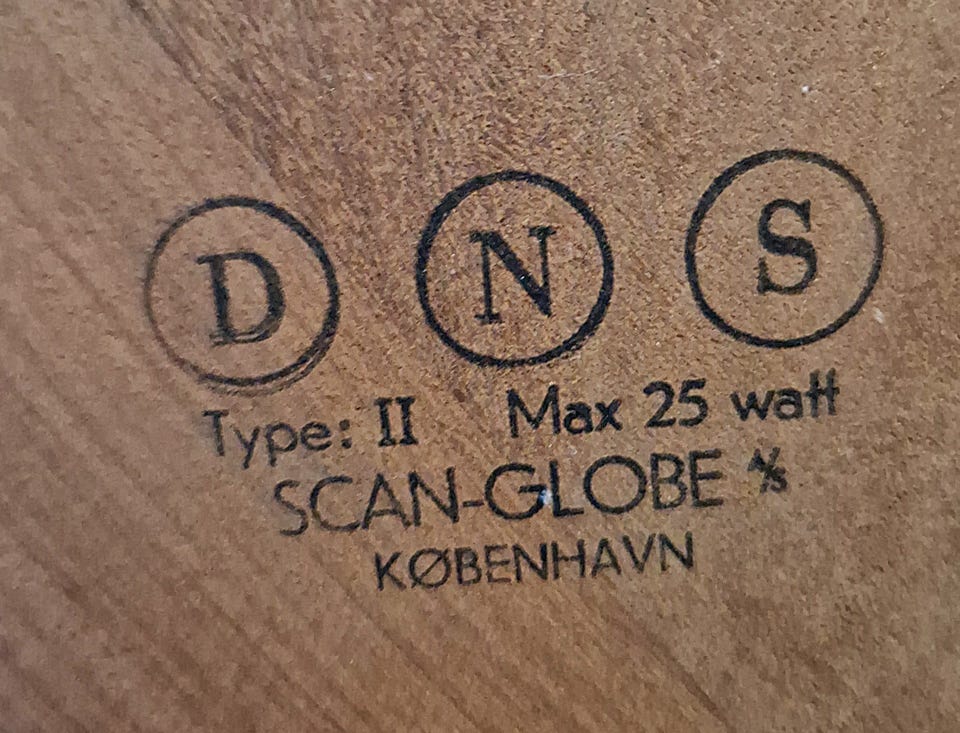 D N S
Type: II Max 25 watt
SCAN-GLOBE A/S
KØBENHAVN